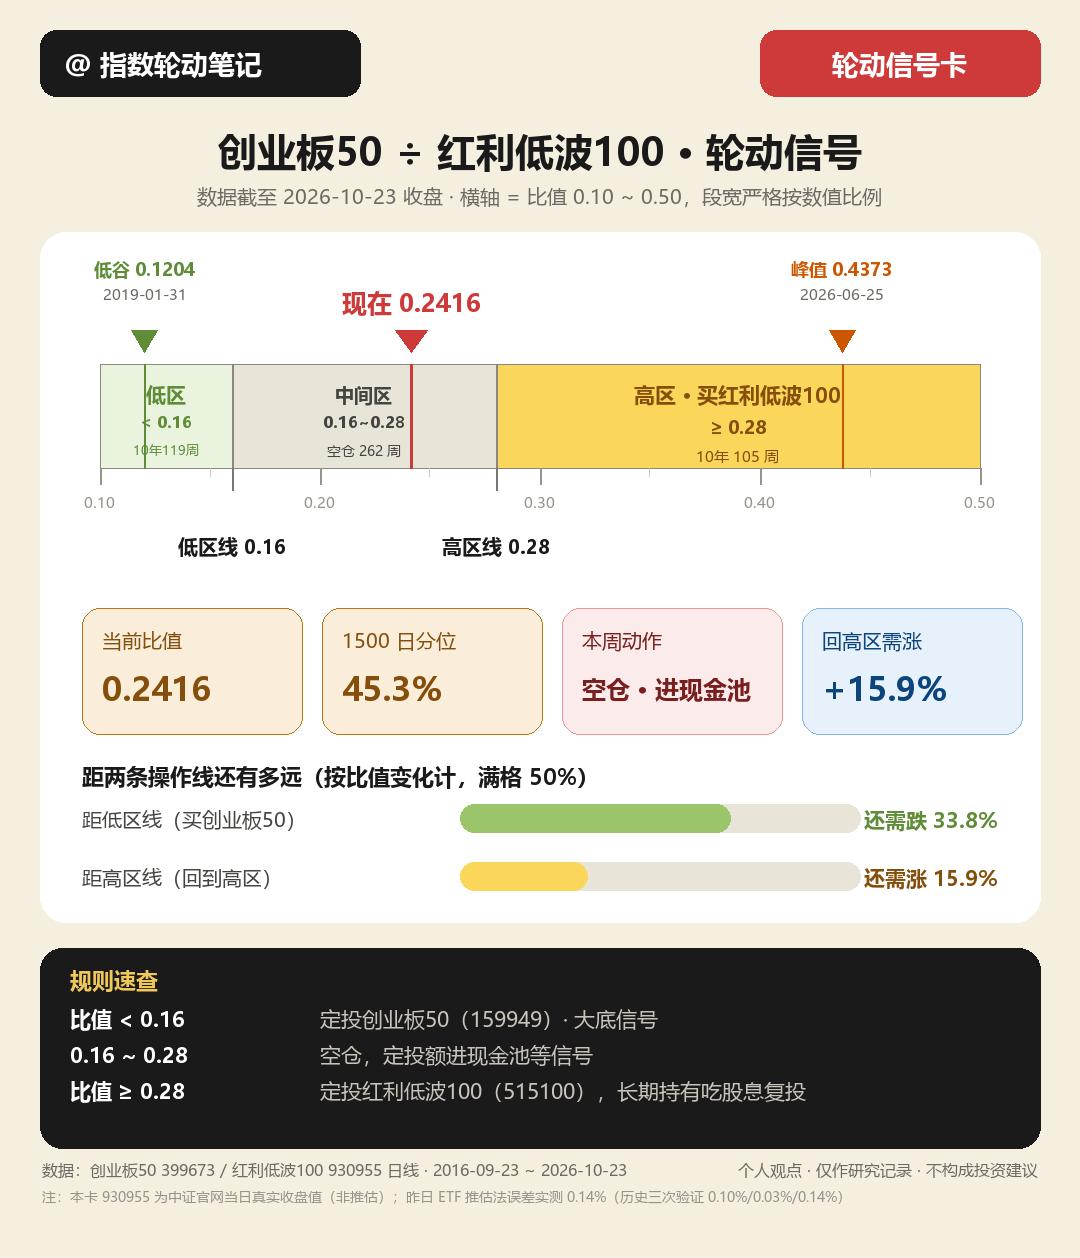 @ 指数轮动笔记
轮动信号卡
创业板50 ÷ 红利低波100 • 轮动信号
数据截至 2026-10-23 收盘 · 横轴 = 比值 0.10 ~ 0.50，段宽严格按数值比例
低谷 0.1204
2019-01-31
现在 0.2416
峰值 0.4373
2026-06-25
低区
< 0.16
10年119周
中间区
0.16~0.28
空仓 262 周
高区 • 买红利低波100
≥ 0.28
10年 105 周
0.10
0.20
0.30
0.40
0.50
低区线 0.16
高区线 0.28
当前比值
0.2416
1500 日分位
45.3%
本周动作
空仓 • 进现金池
回高区需涨
+15.9%
距两条操作线还有多远（按比值变化计，满格 50%）
距低区线（买创业板50）
还需跌 33.8%
距高区线（回到高区）
还需涨 15.9%
规则速查
比值 < 0.16
定投创业板50（159949）· 大底信号
0.16 ~ 0.28
空仓，定投额进现金池等信号
比值 ≥ 0.28
定投红利低波100（515100），长期持有吃股息复投
数据：创业板50 399673 / 红利低波100 930955 日线 · 2016-09-23 ~ 2026-10-23
个人观点 · 仅作研究记录 · 不构成投资建议
注：本卡 930955 为中证官网当日真实收盘值（非推估）；昨日 ETF 推估法误差实测 0.14%（历史三次验证 0.10%/0.03%/0.14%）